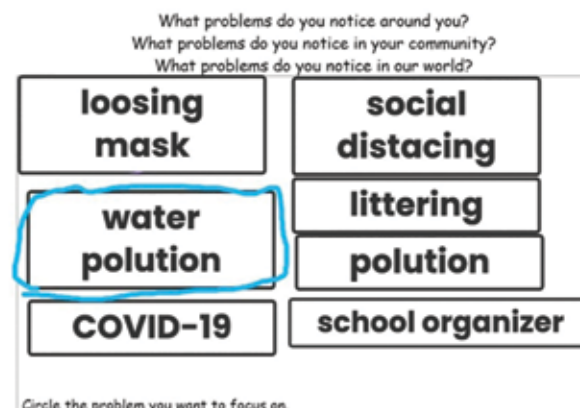 What problems do you notice around you?
What problems do you notice in your community?
What problems do you notice in our world?
loosing
mask
social
distacing
water
polution
littering
polution
COVID-19
school organizer
Circle the problem you want to focus on.